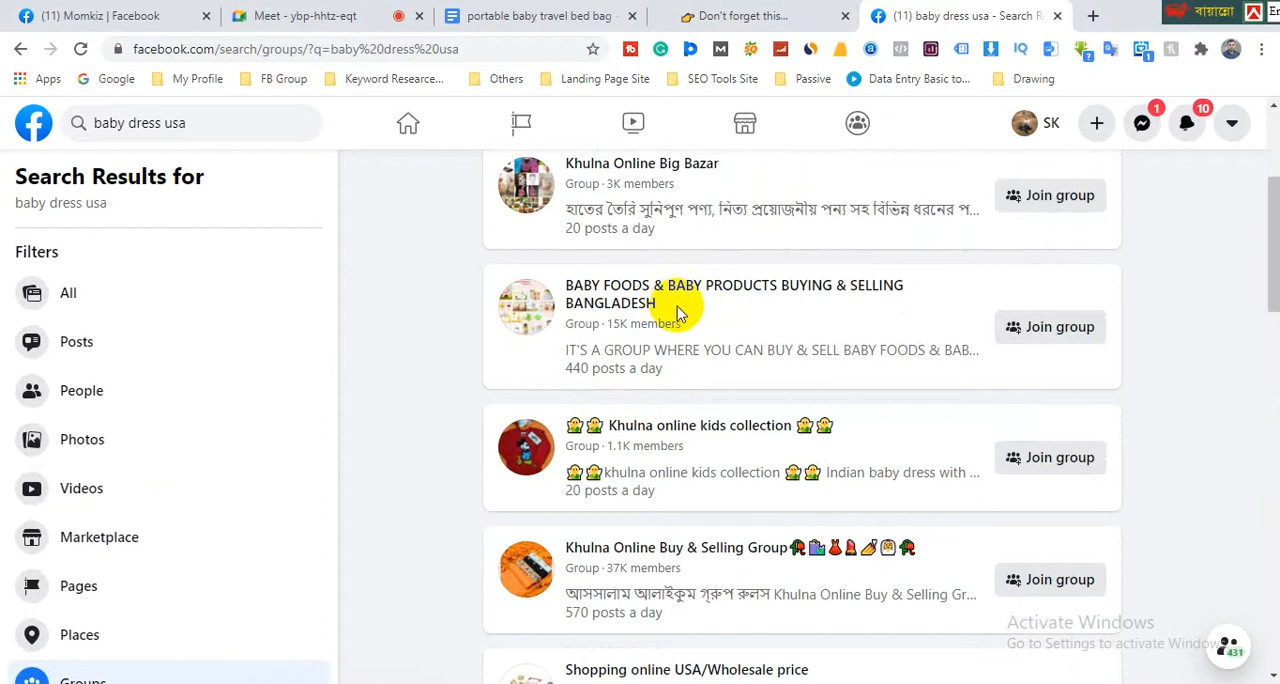 (11) Momkiz | Facebook
Meet - ybp-hhtz-eqt
portable baby travel bed bag -
Don't forget this...
(11) baby dress usa - Search R
বায়ান্নো
facebook.com/search/groups/?q=baby%20dress%20usa
Apps
Google
My Profile
FB Group
Keyword Researce...
Others
Landing Page Site
SEO Tools Site
Passive
Data Entry Basic to...
Drawing
baby dress usa
SK
1
10
Search Results for
baby dress usa
Filters
All
Posts
People
Photos
Videos
Marketplace
Pages
Places
Groups
Khulna Online Big Bazar
Group · 3K members
হাতের তৈরি সুনিপুণ পণ্য, নিত্য প্রয়োজনীয় পন্য সহ বিভিন্ন ধরনের প...
20 posts a day
Join group
BABY FOODS & BABY PRODUCTS BUYING & SELLING
BANGLADESH
Group · 15K members
IT'S A GROUP WHERE YOU CAN BUY & SELL BABY FOODS & BAB...
440 posts a day
Join group
Khulna online kids collection
Group · 1.1K members
khulna online kids collection Indian baby dress with ...
20 posts a day
Join group
Khulna Online Buy & Selling Group
Group · 37K members
আসসালাম আলাইকুম গ্রুপ রুলস Khulna Online Buy & Selling Gr...
570 posts a day
Join group
Shopping online USA/Wholesale price
Activate Windows
Go to Settings to activate Window
431